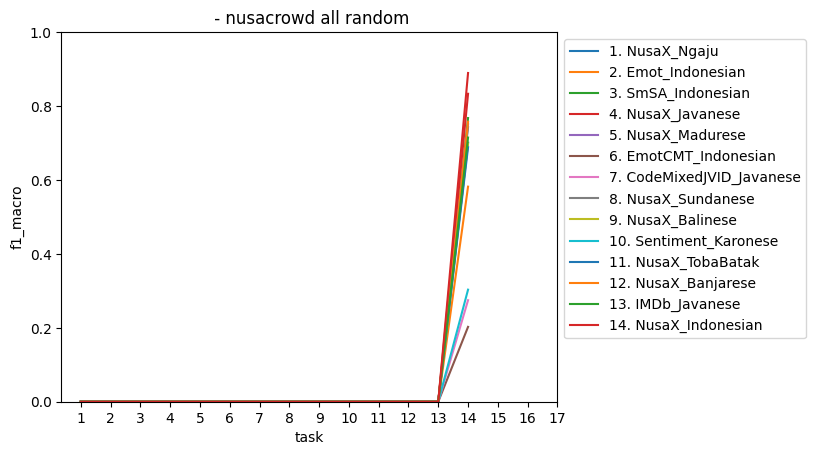 - nusacrowd all random
f1_macro
1.0
0.8
0.6
0.4
0.2
0.0
1 2 3 4 5 6 7 8 9 10 11 12 13 14 15 16 17
task
1. NusaX_Ngaju
2. Emot_Indonesian
3. SmSA_Indonesian
4. NusaX_Javanese
5. NusaX_Madurese
6. EmotCMT_Indonesian
7. CodeMixedJVID_Javanese
8. NusaX_Sundanese
9. NusaX_Balinese
10. Sentiment_Karonese
11. NusaX_TobaBatak
12. NusaX_Banjarese
13. IMDb_Javanese
14. NusaX_Indonesian